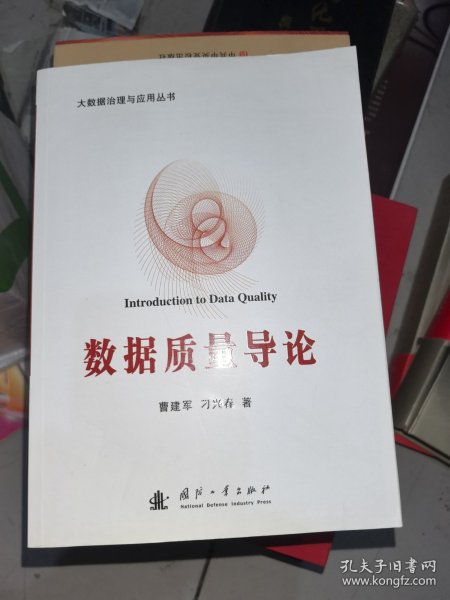 大数据治理与应用丛书
Introduction to Data Quality
数据质量导论
曹建军 刁兴春 著
国防工业出版社
National Defense Industry Press
孔夫子旧书网
www.kongfz.com